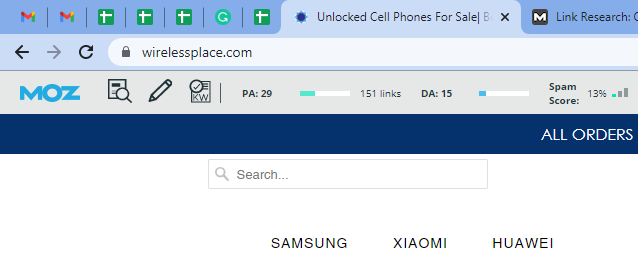 Unlocked Cell Phones For Sale| B
Link Research:
wirelessplace.com
MOZ
KW
PA: 29
151 links
DA: 15
Spam Score:
13%
ALL ORDERS
Search...
SAMSUNG XIAOMI HUAWEI